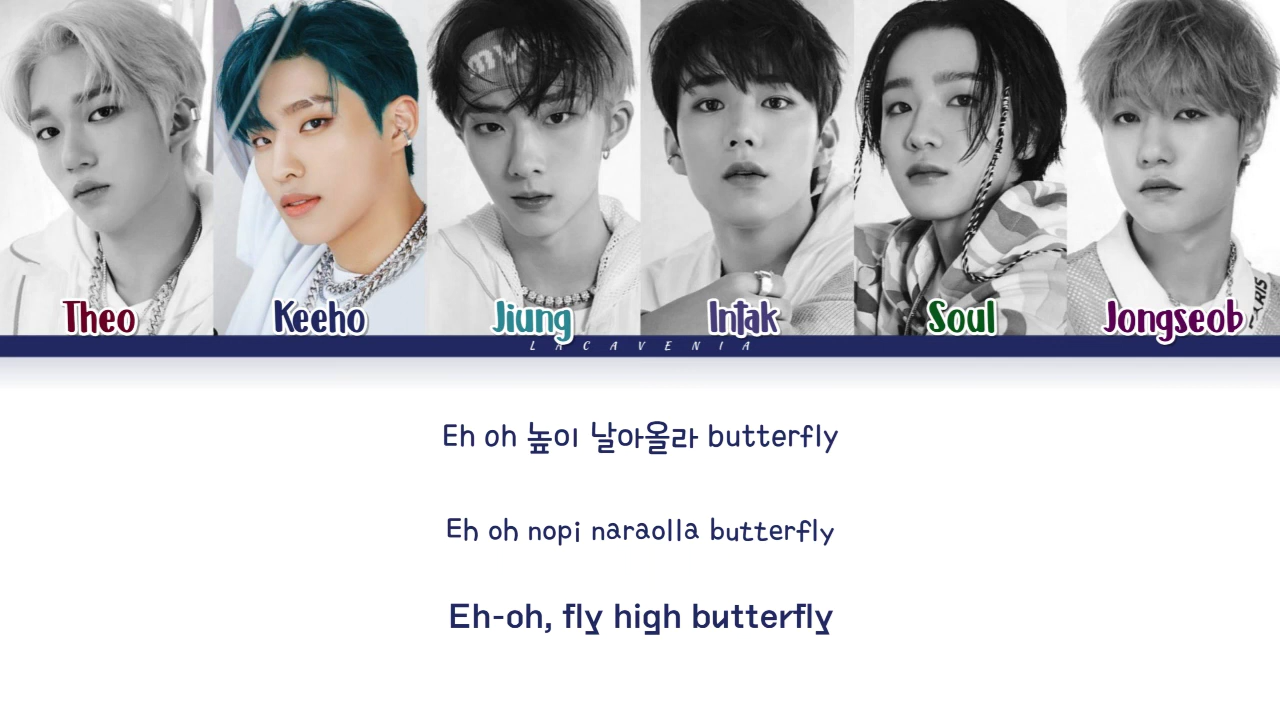 Theo Keeho Jiung Intak Soul Jongseob
LACAVENIA
Eh oh 높이 날아올라 butterfly
Eh oh nopi naraolla butterfly
Eh-oh, fly high butterfly